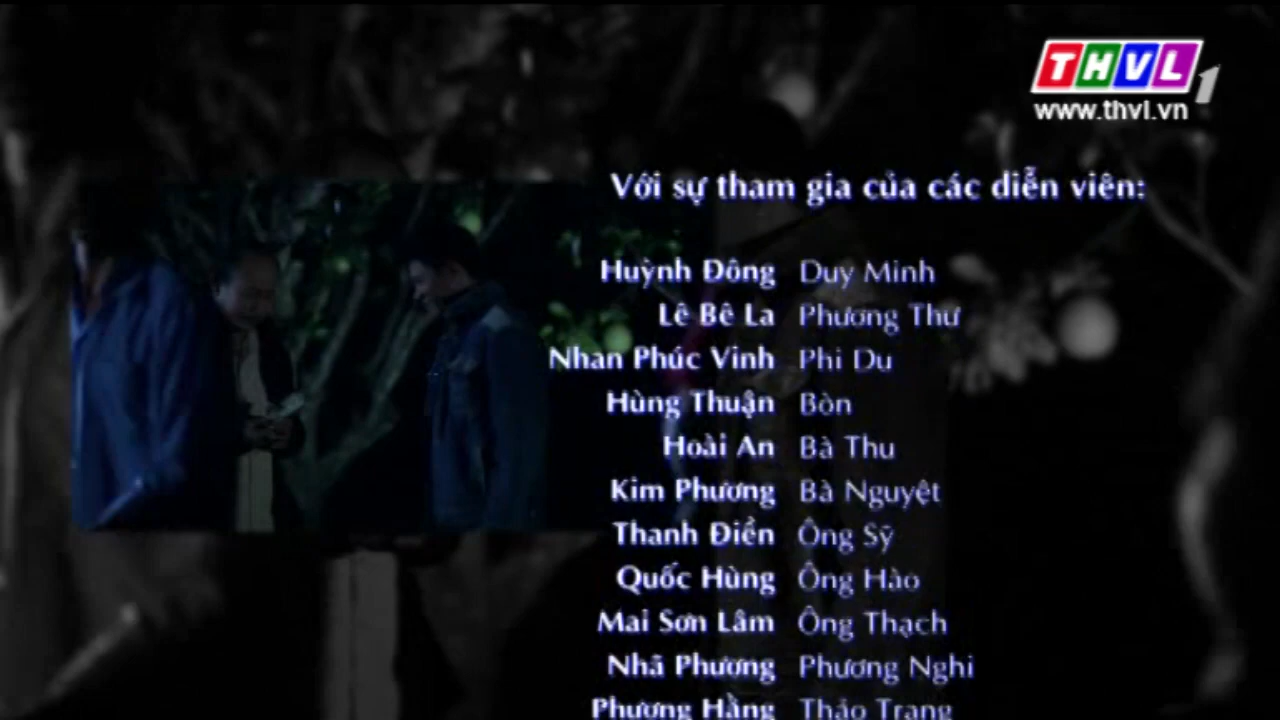 THVL1
www.thvl.vn
Với sự tham gia của các diễn viên:
Huỳnh Đông Duy Minh
Lê Bê La Phương Thư
Nhan Phúc Vinh Phi Du
Hùng Thuận Bòn
Hoài An Bà Thu
Kim Phương Bà Nguyệt
Thanh Điền Ông Sỹ
Quốc Hùng Ông Hào
Mai Sơn Lâm Ông Thạch
Nhã Phương Phương Nghi
Phương Hằng Thảo Trang